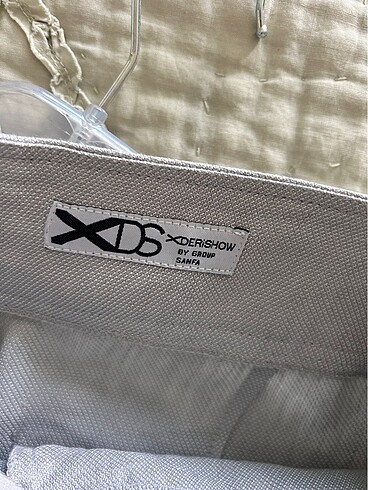 XDS XDERISHOW
BY GROUP
SANFA